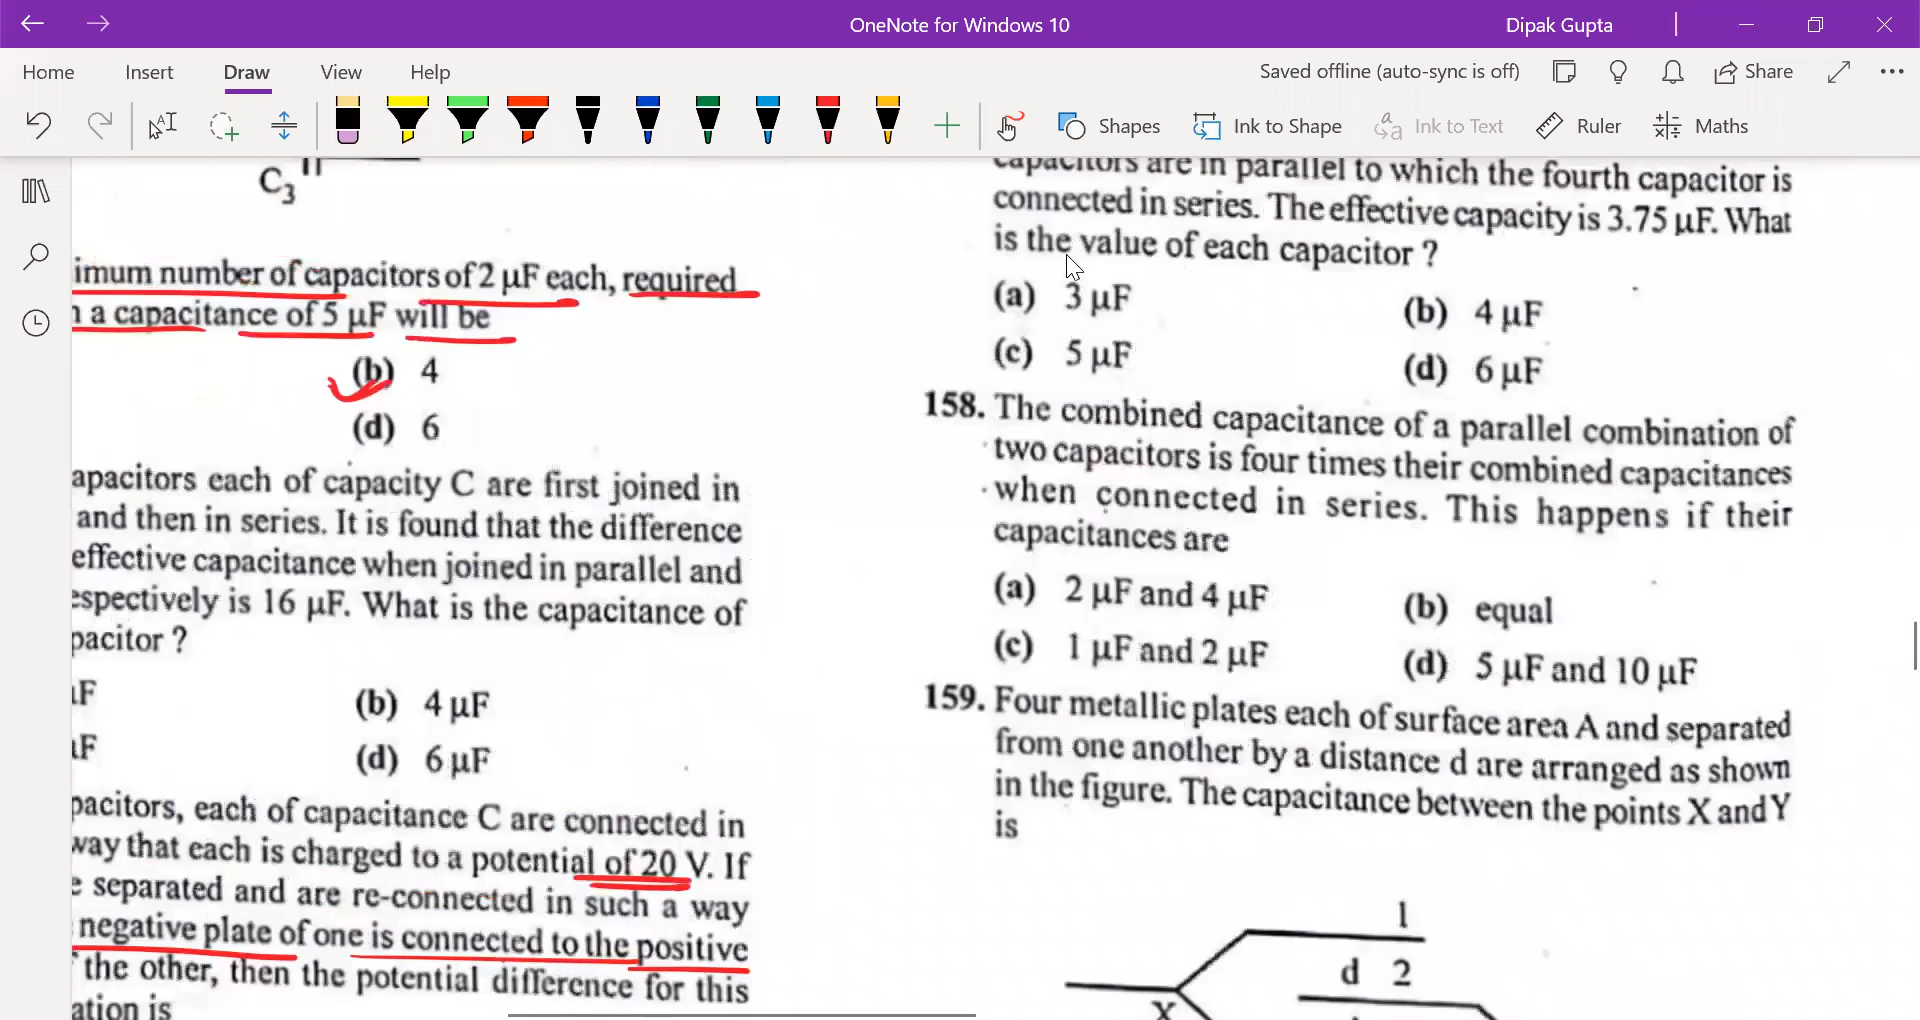 OneNote for Windows 10
Dipak Gupta
Home Insert Draw View Help
Saved offline (auto-sync is off)
Share
Shapes
Ink to Shape
Ink to Text
Ruler
Maths
C3
imum number of capacitors of 2 μF each, required
a capacitance of 5 μF will be
(b) 4
(d) 6
apacitors each of capacity C are first joined in
and then in series. It is found that the difference
effective capacitance when joined in parallel and
espectively is 16 μF. What is the capacitance of
pacitor ?
F
(b) 4 μF
F
(d) 6 μF
pacitors, each of capacitance C are connected in
way that each is charged to a potential of 20 V. If
e separated and are re-connected in such a way
negative plate of one is connected to the positive
the other, then the potential difference for this
ation is
capacitors are in parallel to which the fourth capacitor is
connected in series. The effective capacity is 3.75 μF. What
is the value of each capacitor ?
(a) 3 μF
(b) 4 μF
(c) 5 μF
(d) 6 μF
158. The combined capacitance of a parallel combination of
two capacitors is four times their combined capacitances
when connected in series. This happens if their
capacitances are
(a) 2 μF and 4 μF
(b) equal
(c) 1 μF and 2 μF
(d) 5 μF and 10 μF
159. Four metallic plates each of surface area A and separated
from one another by a distance d are arranged as shown
in the figure. The capacitance between the points X and Y
is
1
d 2
X